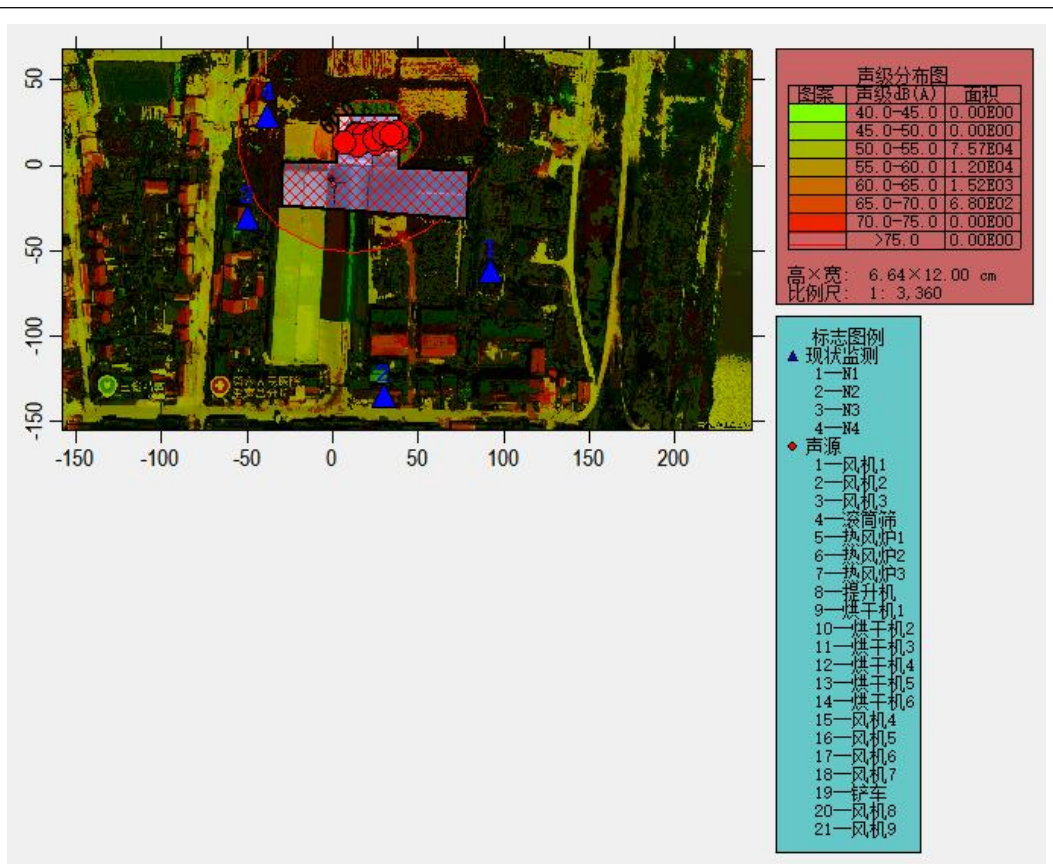 50
0
-50
-100
-150
-150 -100 -50 0 50 100 150 200
4
3
1
2
声级分布图
图案 声级dB(A) 面积
40.0-45.0 0.00E00
45.0-50.0 0.00E00
50.0-55.0 7.57E04
55.0-60.0 1.20E04
60.0-65.0 1.52E03
65.0-70.0 6.80E02
70.0-75.0 0.00E00
>75.0 0.00E00
高×宽: 6.64×12.00 cm
比例尺: 1: 3,360
标志图例
现状监测
1—N1
2—N2
3—N3
4—N4
声源
1—风机1
2—风机2
3—风机3
4—滚筒筛
5—热风炉1
6—热风炉2
7—热风炉3
8—提升机
9—烘干机1
10—烘干机2
11—烘干机3
12—烘干机4
13—烘干机5
14—烘干机6
15—风机4
16—风机5
17—风机6
18—风机7
19—铲车
20—风机8
21—风机9